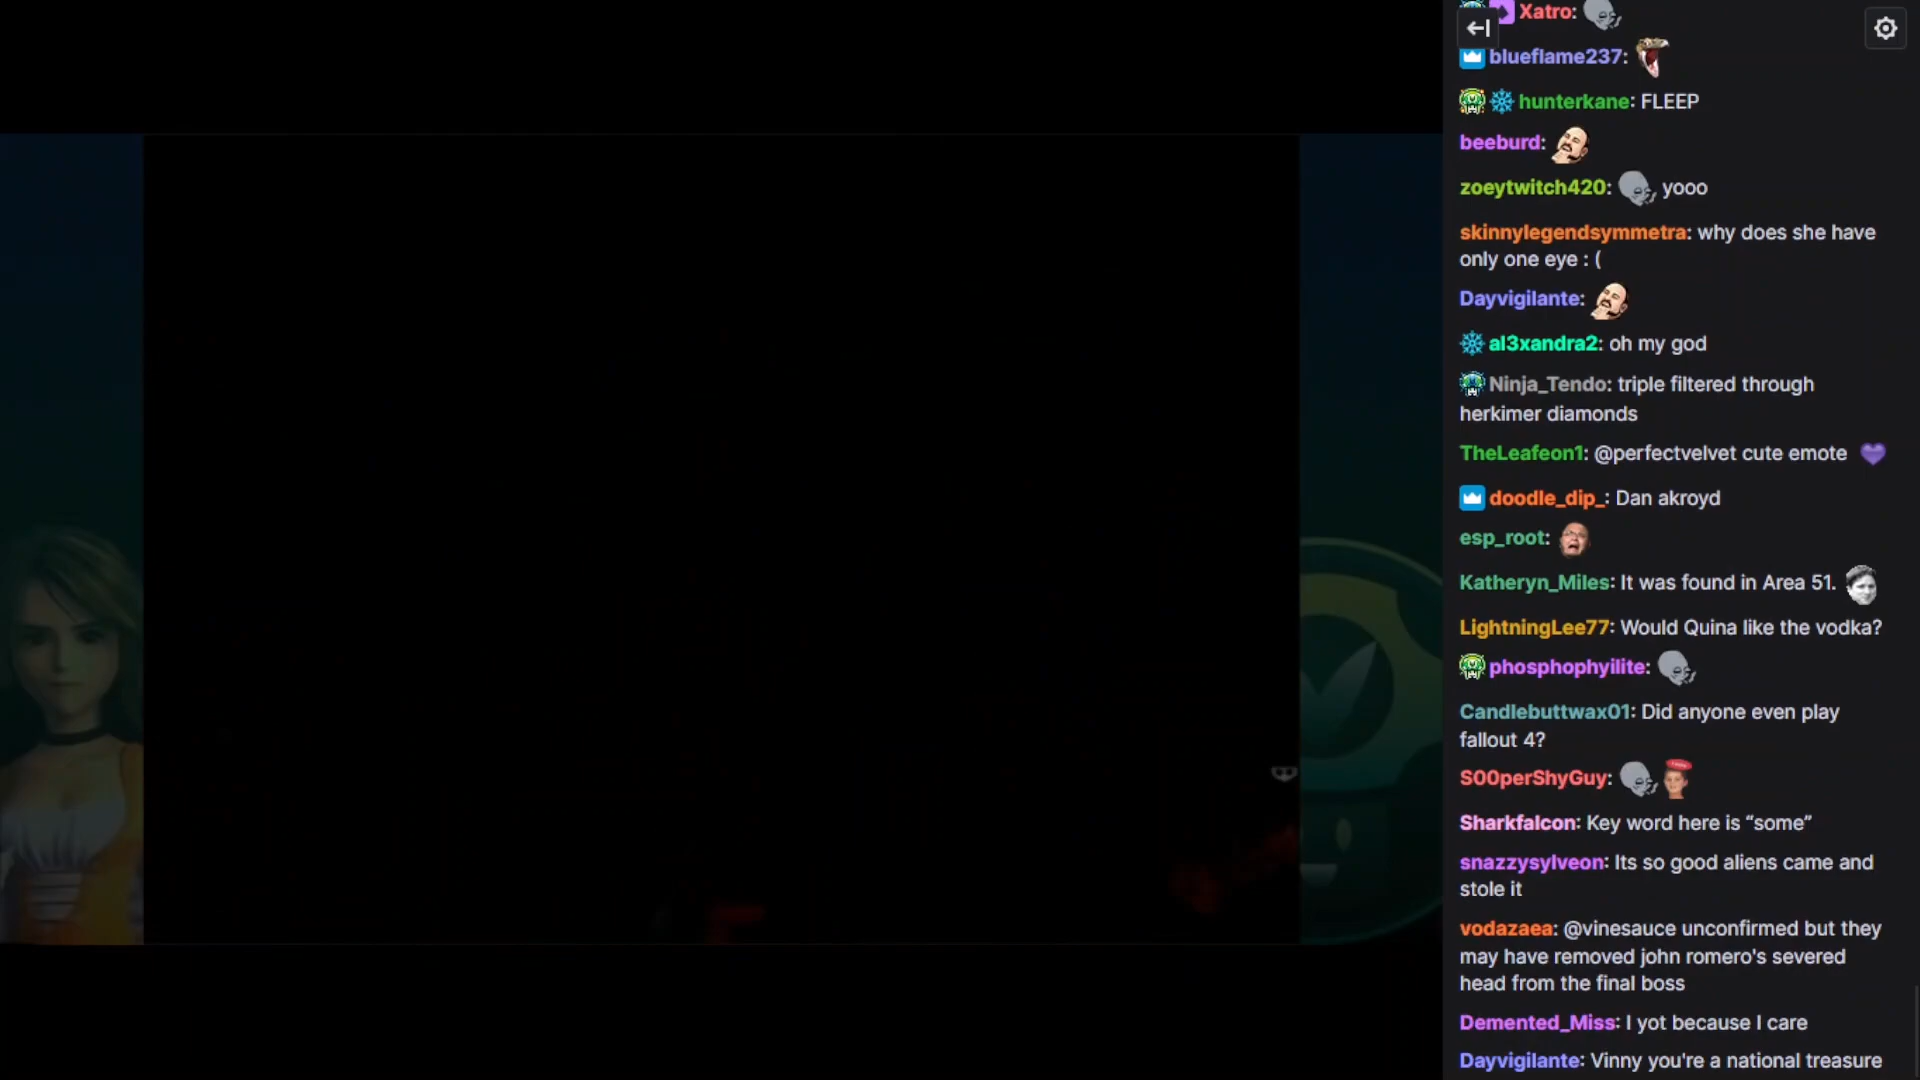 Xatro:
blueflame237:
hunterkane: FLEEP
beeburd:
zoeytwitch420: yooo
skinnylegendsymmetra: why does she have
only one eye : (
Dayvigilante:
al3xandra2: oh my god
Ninja_Tendo: triple filtered through
herkimer diamonds
TheLeafeon1: @perfectvelvet cute emote
doodle_dip_: Dan akroyd
esp_root:
Katheryn_Miles: It was found in Area 51.
LightningLee77: Would Quina like the vodka?
phosphophyilite:
Candlebuttwax01: Did anyone even play
fallout 4?
S00perShyGuy:
Sharkfalcon: Key word here is “some”
snazzysylveon: Its so good aliens came and
stole it
vodazaea: @vinesauce unconfirmed but they
may have removed john romero's severed
head from the final boss
Demented_Miss: I yot because I care
Dayvigilante: Vinny you're a national treasure